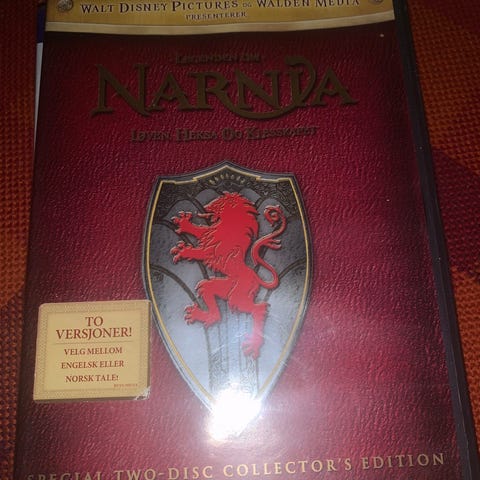 WALT DISNEY PICTURES OG WALDEN MEDIA
PRESENTERER
LEGENDEN OM
NARNIA
LØVEN, HEKSA OG KLESSKAPET
TO
VERSJONER!
VELG MELLOM
ENGELSK ELLER
NORSK TALE!
SPECIAL TWO-DISC COLLECTOR'S EDITION